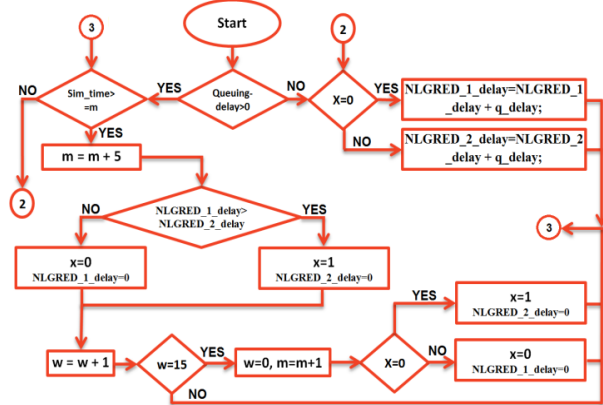 3
Start
2
NO
Sim_time>
=m
YES
Queuing-
delay>0
NO
X=0
YES
NLGRED_1_delay=NLGRED_1
_delay + q_delay;
YES
NO
NLGRED_2_delay=NLGRED_2
_delay + q_delay;
m = m + 5
2
NO
NLGRED_1_delay>
NLGRED_2_delay
YES
3
x=0
NLGRED_1_delay=0
x=1
NLGRED_2_delay=0
YES
x=1
NLGRED_2_delay=0
w = w + 1
w=15
YES
w=0, m=m+1
X=0
NO
x=0
NLGRED_1_delay=0
NO